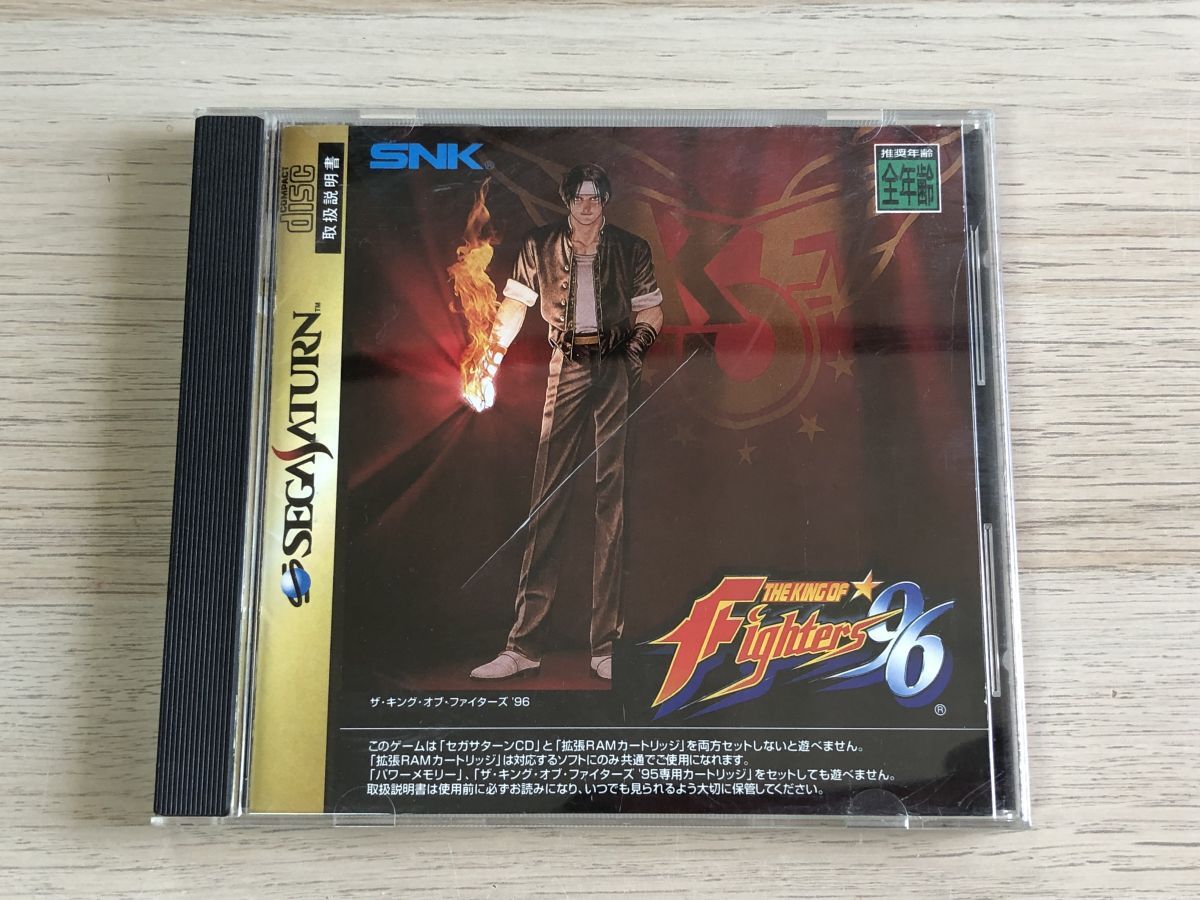 COMPACT
disc
取扱説明書
SEGA SATURN™
SNK®
推奨年齢
全年齢
THE KING OF
Fighters '96
®
ザ・キング・オブ・ファイターズ '96
このゲームは「セガサターンCD」と「拡張RAMカートリッジ」を両方セットしないと遊べません。
「拡張RAMカートリッジ」は対応するソフトにのみ共通でご使用になれます。
「パワーメモリー」、「ザ・キング・オブ・ファイターズ '95専用カートリッジ」をセットしても遊べません。
取扱説明書は使用前に必ずお読みになり、いつでも見られるよう大切に保管してください。